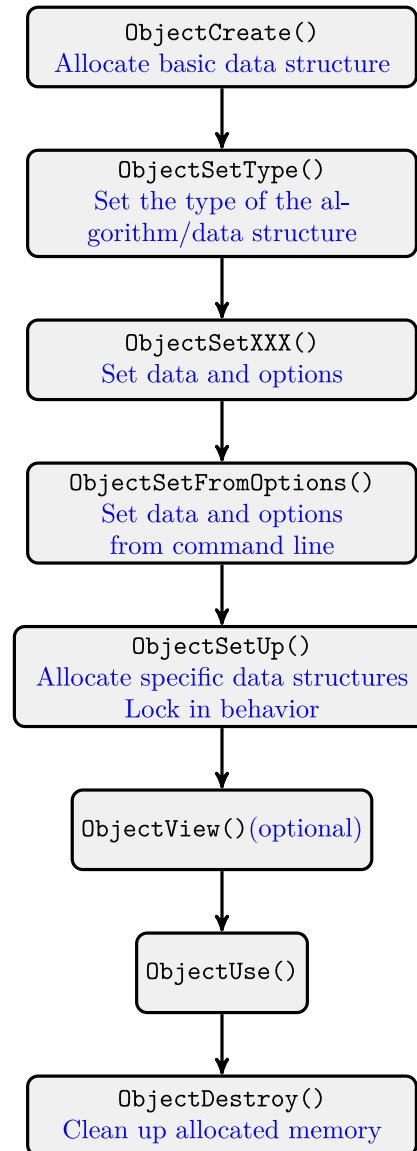 ObjectCreate()
Allocate basic data structure
ObjectSetType()
Set the type of the al-
gorithm/data structure
ObjectSetXXX()
Set data and options
ObjectSetFromOptions()
Set data and options
from command line
ObjectSetUp()
Allocate specific data structures
Lock in behavior
ObjectView()(optional)
ObjectUse()
ObjectDestroy()
Clean up allocated memory